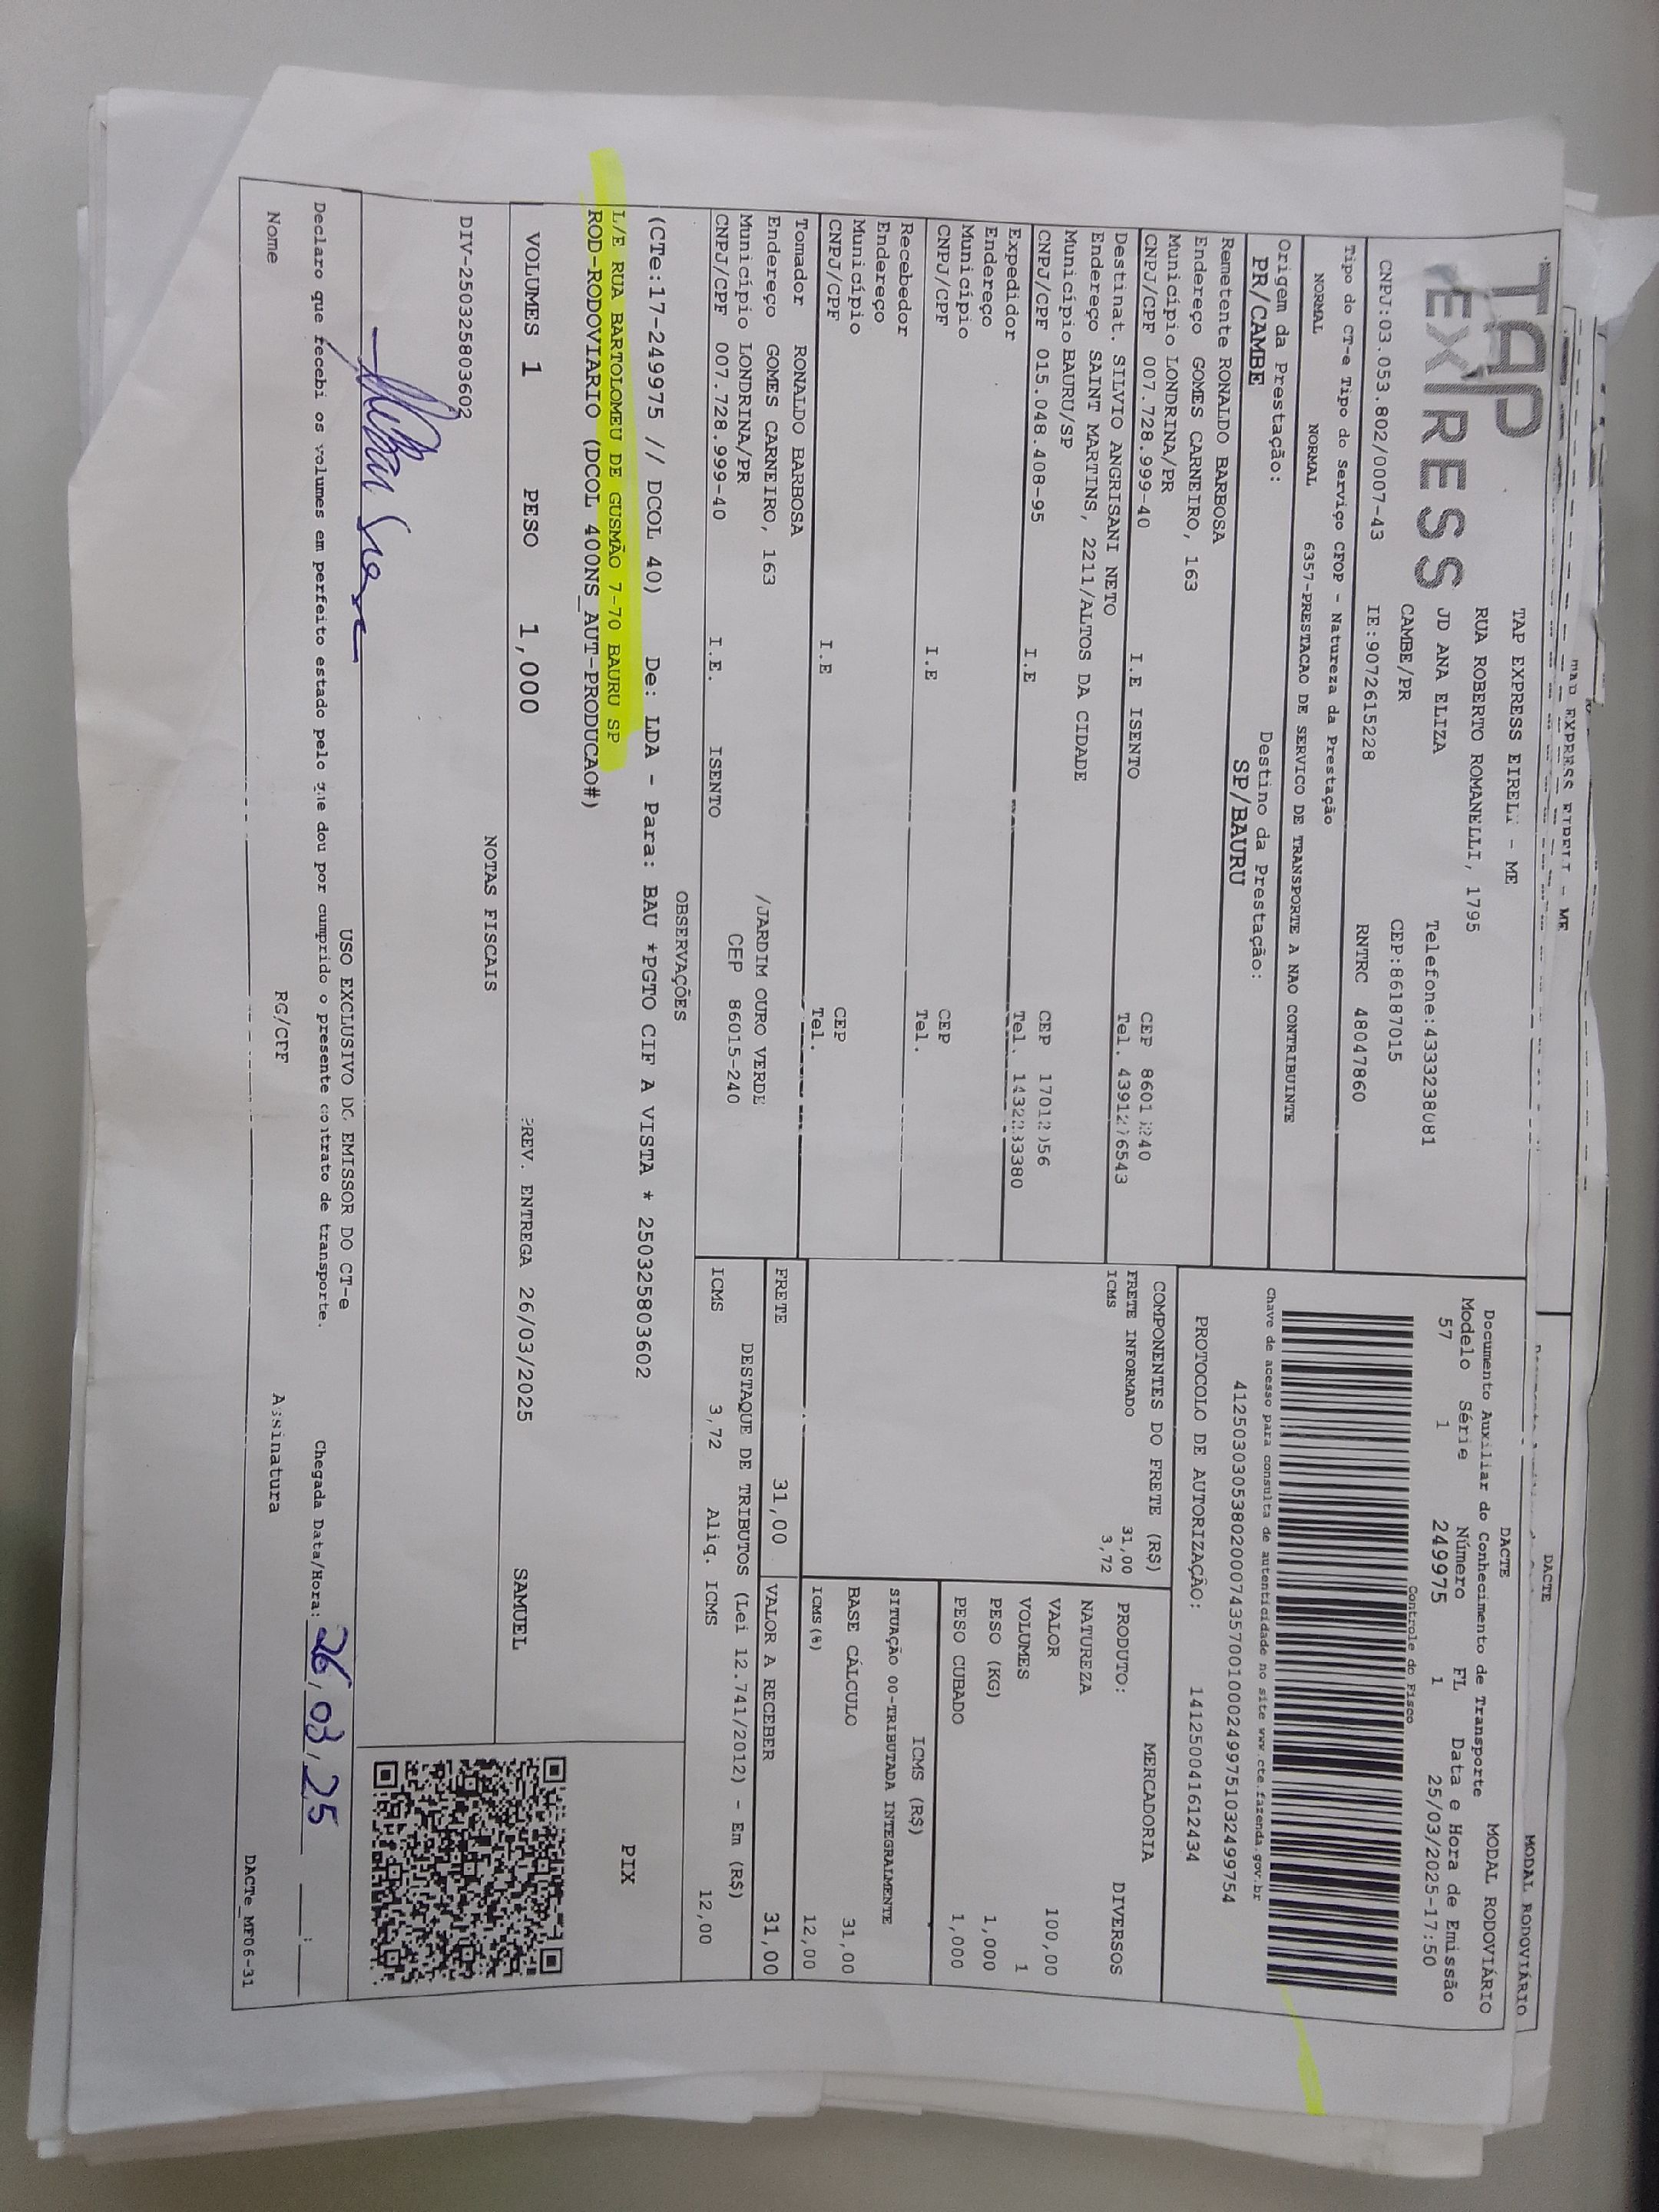 DACTE
MODAL RODOVIÁRIO
TAP EXPRESS
TAP EXPRESS EIRELI - ME
RUA ROBERTO ROMANELLI, 1795
JD ANA ELIZA
Telefone:4333238081
CAMBE/PR
CEP:86187015
CNPJ:03.053.802/0007-43
IE:9072615228
RNTRC 48047860
DACTE
MODAL RODOVIÁRIO
Documento Auxiliar do Conhecimento de Transporte
Modelo Série Número FL Data e Hora de Emissão
57 1 249975 1 25/03/2025-17:50
Controle do Fisco
Chave de acesso para consulta de autenticidade no site www.cte.fazenda.gov.br
41250303053802000743570010002499751032499754
PROTOCOLO DE AUTORIZAÇÃO: 141250041612434
Tipo do CT-e Tipo do Serviço CFOP - Natureza da Prestação
NORMAL NORMAL 6357-PRESTACAO DE SERVICO DE TRANSPORTE A NAO CONTRIBUINTE
Origem da Prestação: Destino da Prestação:
PR/CAMBE SP/BAURU
Remetente RONALDO BARBOSA
Endereço GOMES CARNEIRO, 163
Município LONDRINA/PR
CNPJ/CPF 007.728.999-40 I.E ISENTO
Destinat. SILVIO ANGRISANI NETO
Endereço SAINT MARTINS, 2211/ALTOS DA CIDADE
Município BAURU/SP
CEP
CNPJ/CPF 015.048.408-95 I.E Tel.
Expedidor
Endereço
Município CEP
CNPJ/CPF I.E Tel.
Recebedor
Endereço
Município CEP
CNPJ/CPF I.E Tel.
Tomador RONALDO BARBOSA
Endereço GOMES CARNEIRO, 163 /JARDIM OURO VERDE
Município LONDRINA/PR CEP 86015-240
CNPJ/CPF 007.728.999-40 I.E. ISENTO
COMPONENTES DO FRETE (R$)
FRETE INFORMADO 31,00
ICMS 3,72
MERCADORIA
PRODUTO: DIVERSOS
NATUREZA
VALOR 100,00
VOLUMES 1
PESO (KG) 1,000
PESO CUBADO 1,000
ICMS (R$)
SITUAÇÃO 00-TRIBUTADA INTEGRALMENTE
BASE CÁLCULO 31,00
ICMS(%) 12,00
FRETE 31,00 VALOR A RECEBER 31,00
DESTAQUE DE TRIBUTOS (Lei 12.741/2012) - Em (R$)
ICMS 3,72 Aliq. ICMS 12,00
OBSERVAÇÕES
(CTe:17-249975 // DCOL 40) De: LDA - Para: BAU *PGTO CIF A VISTA * 250325803602
L/E RUA BARTOLOMEU DE GUSMÃO 7-70 BAURU SP
ROD-RODOVIARIO (DCOL 400NS_AUT-PRODUCAO#)
PIX
VOLUMES 1 PESO 1,000 PREV. ENTREGA 26/03/2025 SAMUEL
NOTAS FISCAIS
DIV-250325803602
USO EXCLUSIVO DO EMISSOR DO CT-e
Declaro que recebi os volumes em perfeito estado pelo que dou por cumprido o presente contrato de transporte. Chegada Data/Hora: 26/03/25 __:__
Nome RG/CPF Assinatura
DACTe_MF06-31